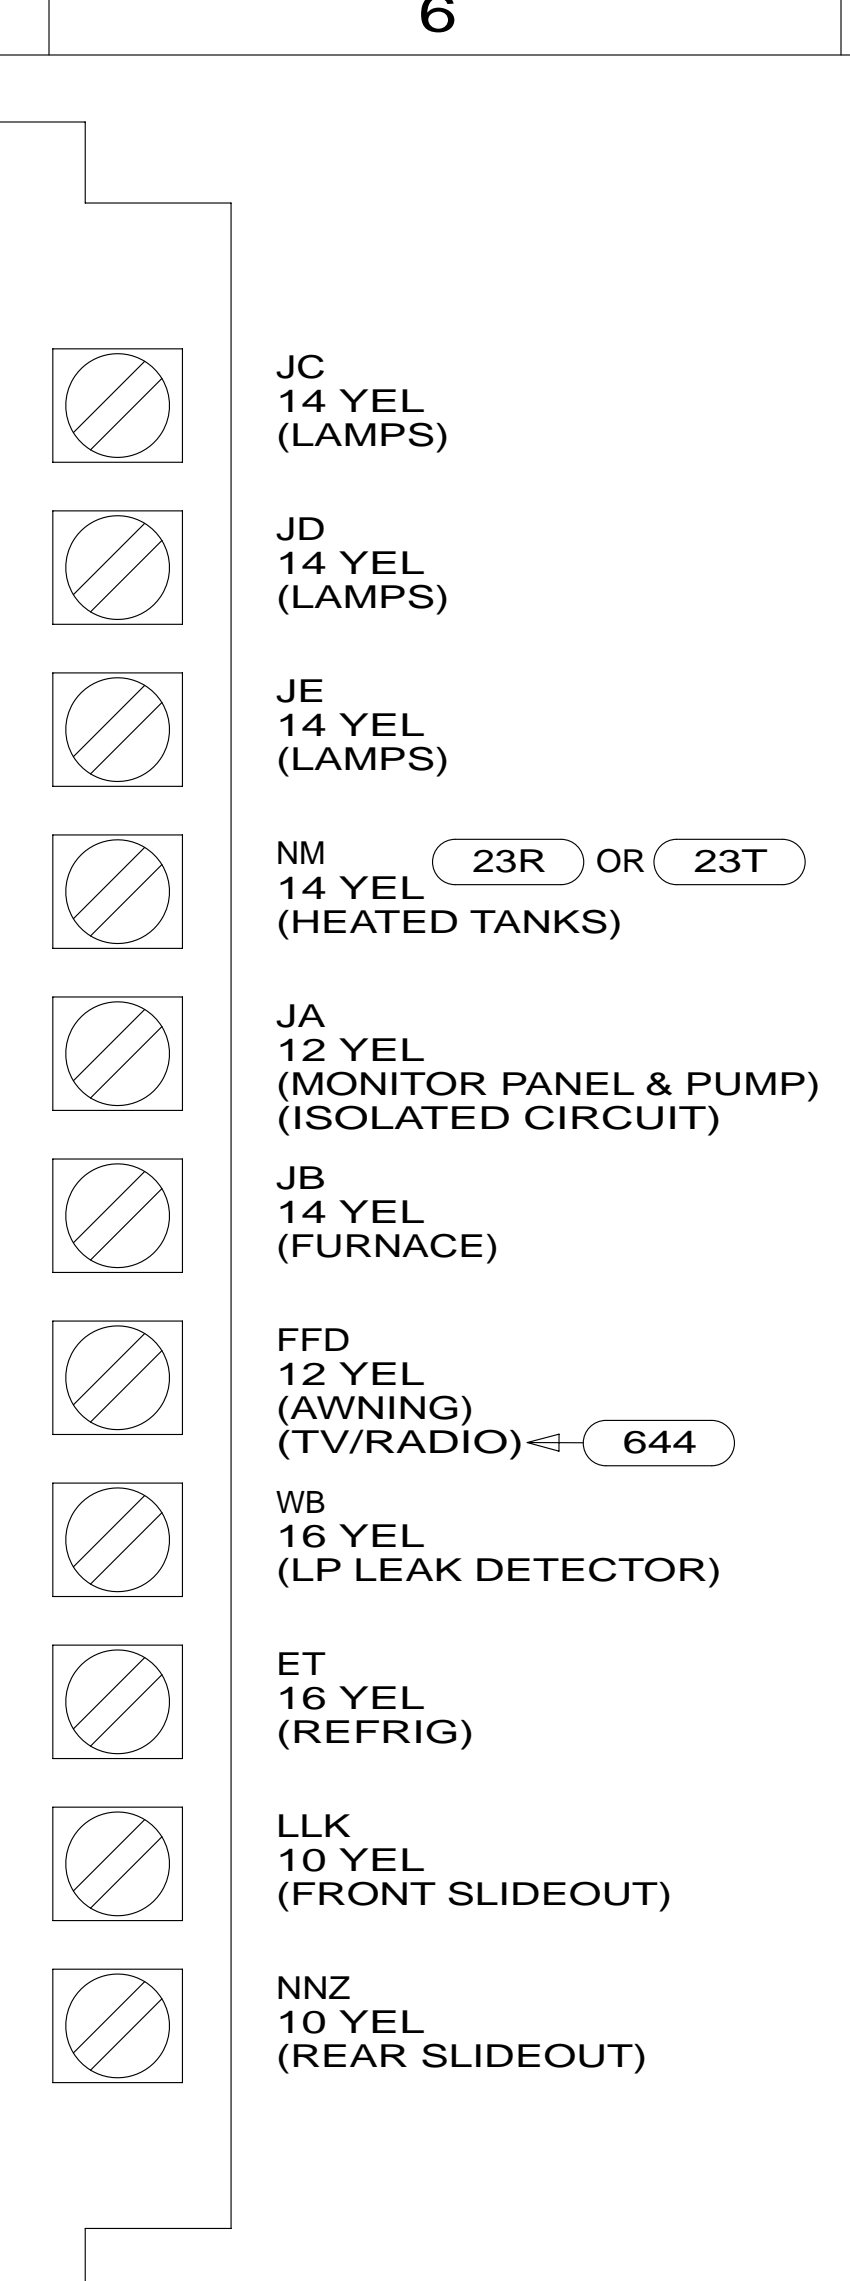 6
JC
14 YEL
(LAMPS)
JD
14 YEL
(LAMPS)
JE
14 YEL
(LAMPS)
NM 23R OR 23T
14 YEL
(HEATED TANKS)
JA
12 YEL
(MONITOR PANEL & PUMP)
(ISOLATED CIRCUIT)
JB
14 YEL
(FURNACE)
FFD
12 YEL
(AWNING)
(TV/RADIO) 644
WB
16 YEL
(LP LEAK DETECTOR)
ET
16 YEL
(REFRIG)
LLK
10 YEL
(FRONT SLIDEOUT)
NNZ
10 YEL
(REAR SLIDEOUT)